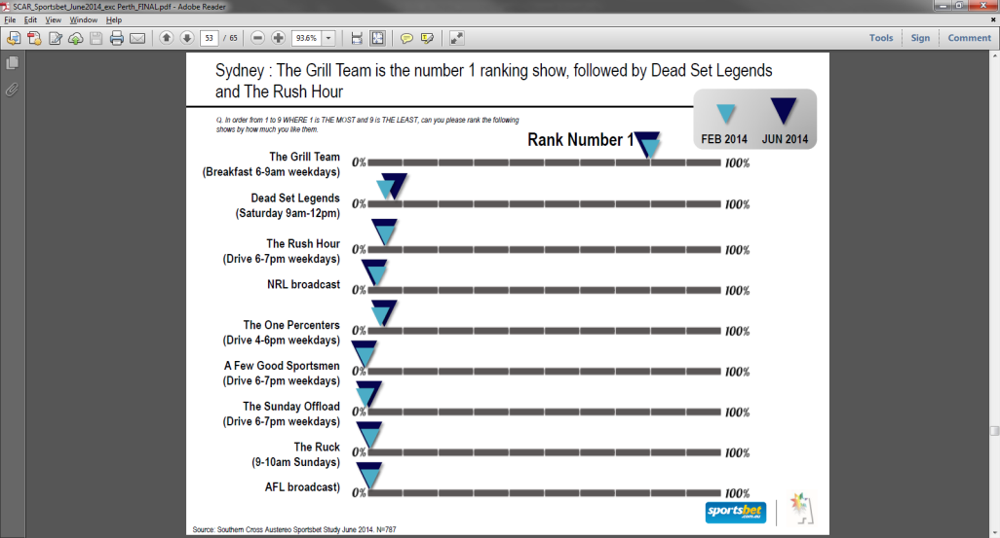 SCAR_Sportsbet_June2014_exc Perth_FINAL.pdf - Adobe Reader
File Edit View Window Help
53 / 65 93.6% Tools Sign Comment
Sydney : The Grill Team is the number 1 ranking show, followed by Dead Set Legends
and The Rush Hour
Q. In order from 1 to 9 WHERE 1 is THE MOST and 9 is THE LEAST, can you please rank the following
shows by how much you like them.
FEB 2014 JUN 2014
Rank Number 1
The Grill Team
(Breakfast 6-9am weekdays)
0% 100%
Dead Set Legends
(Saturday 9am-12pm)
0% 100%
The Rush Hour
(Drive 6-7pm weekdays)
0% 100%
NRL broadcast
0% 100%
The One Percenters
(Drive 4-6pm weekdays)
0% 100%
A Few Good Sportsmen
(Drive 6-7pm weekdays)
0% 100%
The Sunday Offload
(Drive 6-7pm weekdays)
0% 100%
The Ruck
(9-10am Sundays)
0% 100%
AFL broadcast)
0% 100%
sportsbet
.com.au
Source: Southern Cross Austereo Sportsbet Study June 2014. N=787